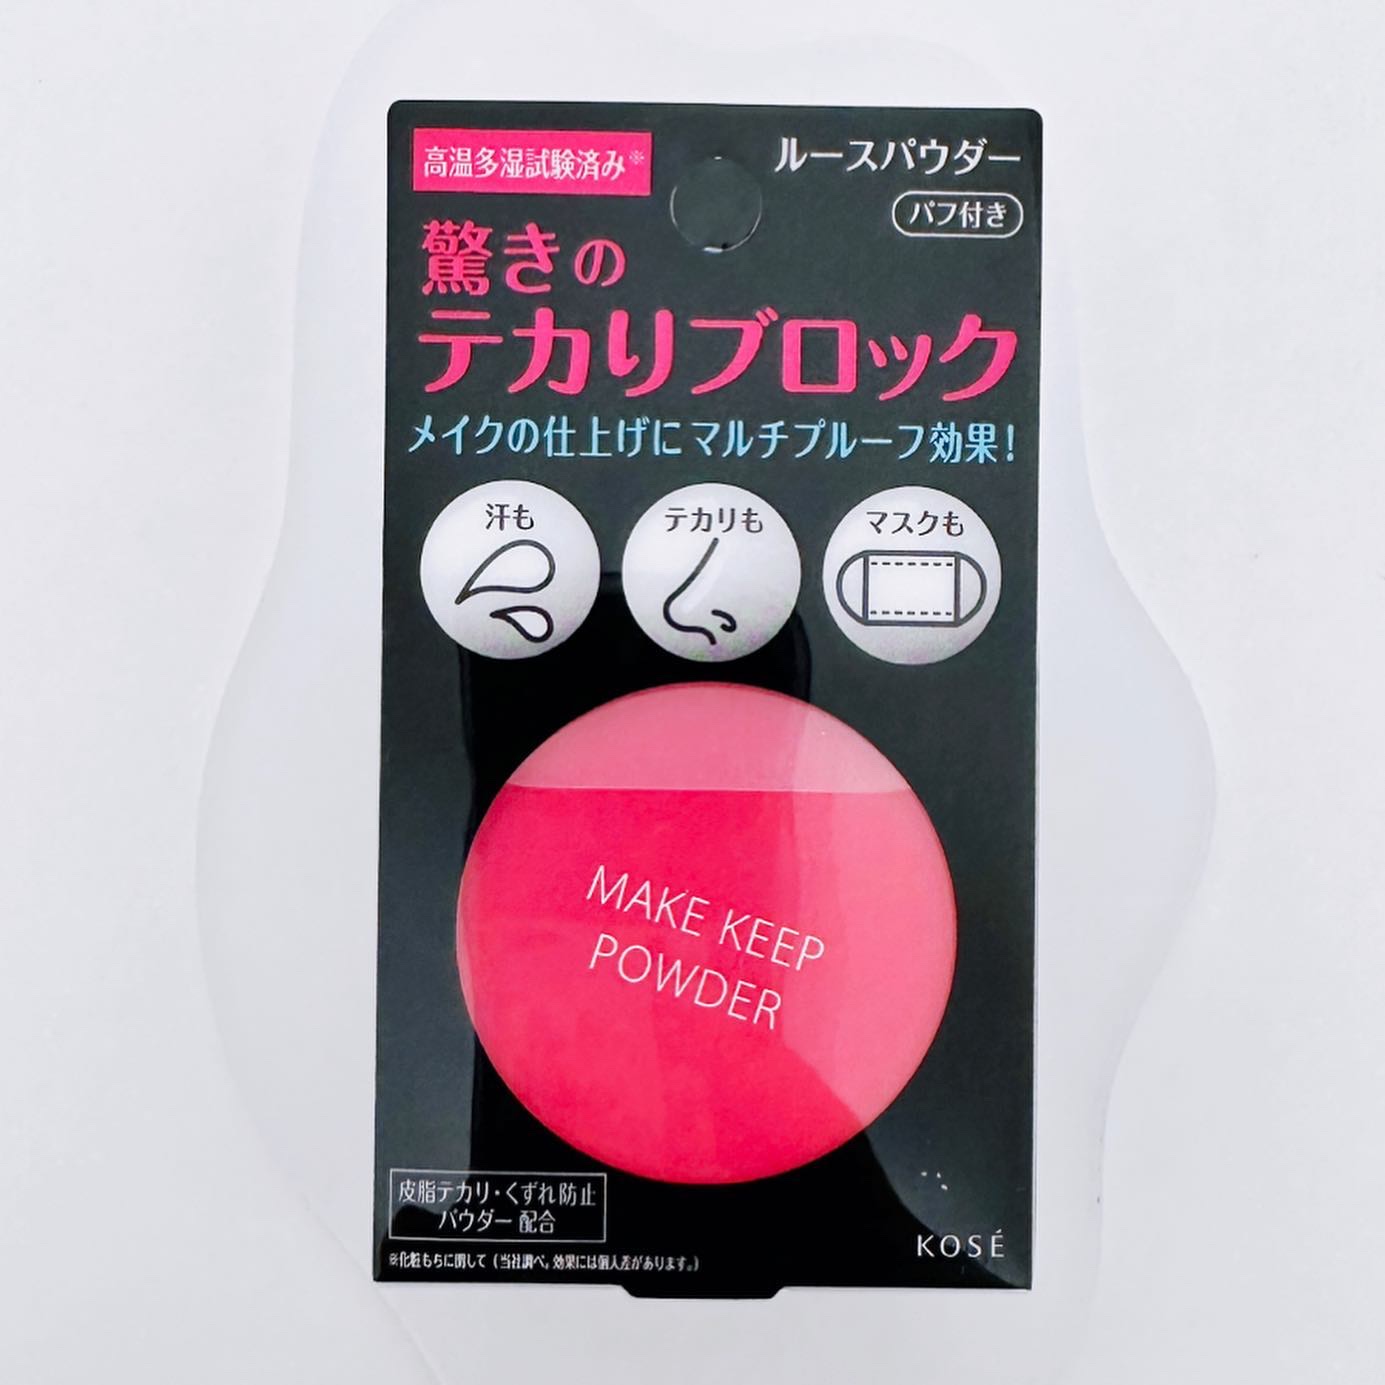 高温多湿試験済み※
ルースパウダー
パフ付き
驚きの
テカリブロック
メイクの仕上げにマルチプルーフ効果!
汗も
テカリも
マスクも
MAKE KEEP
POWDER
皮脂テカリ・くずれ防止
パウダー配合
※化粧もちに関して（当社調べ。効果には個人差があります。）
KOSÉ